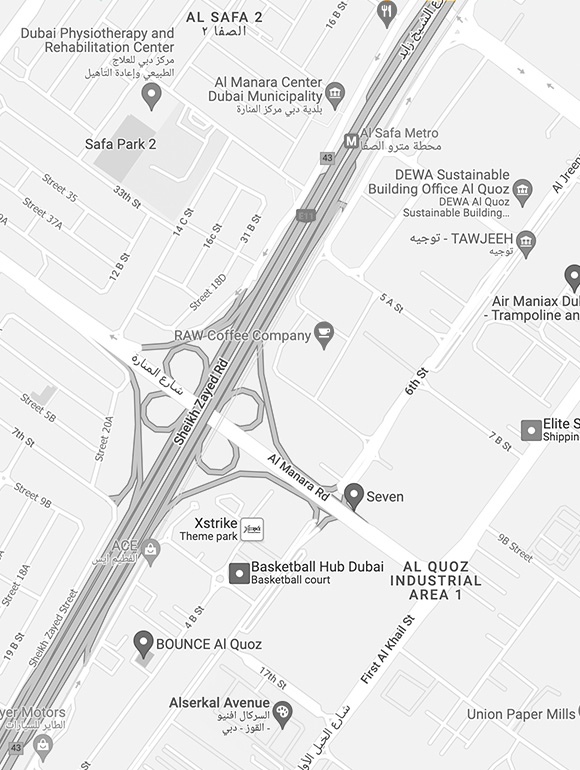 AL SAFA 2
الصفا ٢
16 B St
Dubai Physiotherapy and
Rehabilitation Center
مركز دبي للعلاج
الطبيعي وإعادة التأهيل
Al Manara Center
Dubai Municipality
بلدية دبي مركز المنارة
Safa Park 2
Al Safa Metro
محطة مترو الصفا
M
43
DEWA Sustainable
Building Office Al Quoz
DEWA Al Quoz
Sustainable Building...
Street 35
33th St
Street 37A
14 C St
16c St
31 B St
12 B St
E11
TAWJEEH - توجيه
توجيه
Street 18D
5 A St
Air Maniax Du
- Trampoline an
RAW Coffee Company
شارع المنارة
Sheikh Zayed Rd
6th St
Street 5B
7th St
Street 20A
7 B St
Elite S
Shippin
Al Manara Rd
Seven
Street 9B
Xstrike
Theme park
9B Street
ACE
Basketball Hub Dubai
Basketball court
AL QUOZ
INDUSTRIAL
AREA 1
Street 18A
19 B St
Sheikh Zayed Street
4 B St
BOUNCE Al Quoz
First Al Khail St
17th St
Alserkal Avenue
السركال افنيو
- القوز - دبي
yer Motors
الطاير للسيارات
Union Paper Mills
43